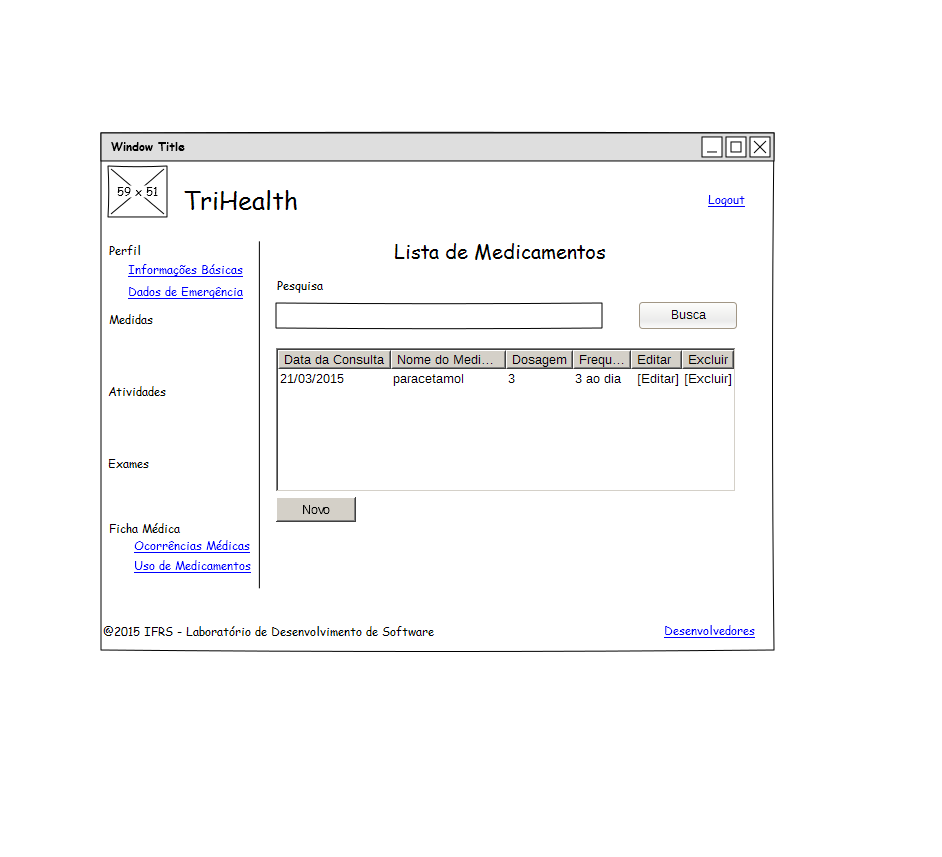 Window Title
59 x 51
TriHealth
Logout
Perfil
Informações Básicas
Dados de Emergência
Medidas
Atividades
Exames
Ficha Médica
Ocorrências Médicas
Uso de Medicamentos
Lista de Medicamentos
Pesquisa
Busca
Data da Consulta Nome do Medi... Dosagem Frequ... Editar Excluir
21/03/2015 paracetamol 3 3 ao dia [Editar] [Excluir]
Novo
@2015 IFRS - Laboratório de Desenvolvimento de Software
Desenvolvedores